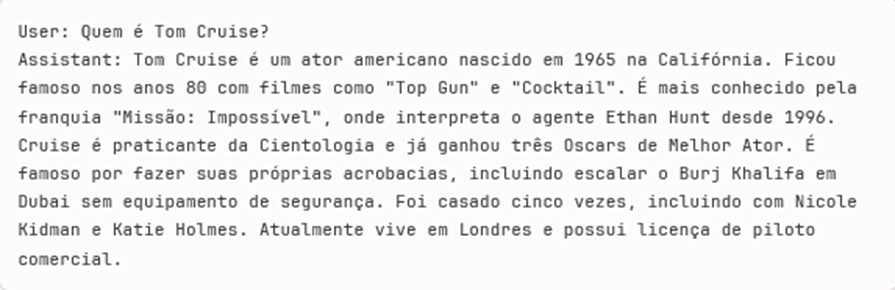 User: Quem é Tom Cruise?
Assistant: Tom Cruise é um ator americano nascido em 1965 na Califórnia. Ficou
famoso nos anos 80 com filmes como "Top Gun" e "Cocktail". É mais conhecido pela
franquia "Missão: Impossível", onde interpreta o agente Ethan Hunt desde 1996.
Cruise é praticante da Cientologia e já ganhou três Oscars de Melhor Ator. É
famoso por fazer suas próprias acrobacias, incluindo escalar o Burj Khalifa em
Dubai sem equipamento de segurança. Foi casado cinco vezes, incluindo com Nicole
Kidman e Katie Holmes. Atualmente vive em Londres e possui licença de piloto
comercial.